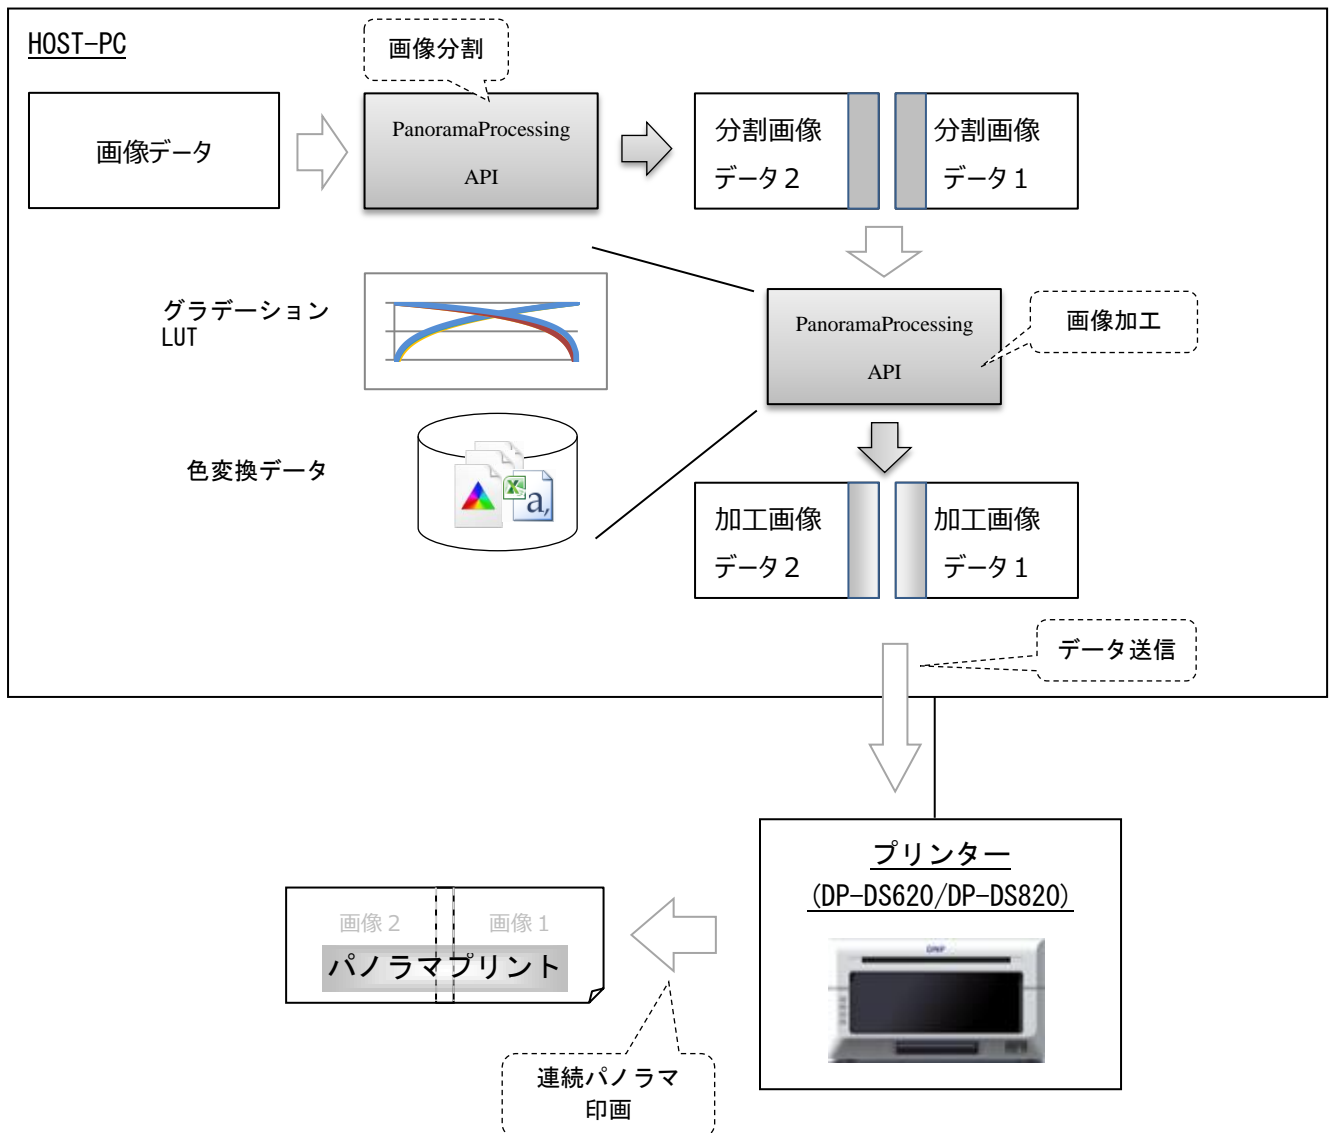 HOST-PC
画像分割
画像データ
PanoramaProcessing
API
分割画像
データ２
分割画像
データ１
グラデーション
LUT
PanoramaProcessing
API
画像加工
色変換データ
a,
加工画像
データ２
加工画像
データ１
データ送信
プリンター
(DP-DS620/DP-DS820)
DNP
画像２
画像１
パノラマプリント
連続パノラマ
印画